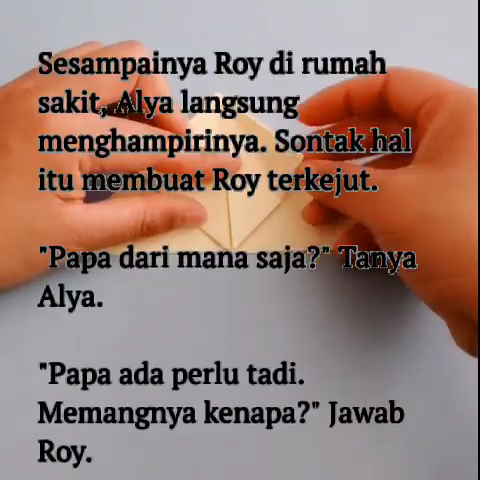 Sesampainya Roy di rumah
sakit, Alya langsung
menghampirinya. Sontak hal
itu membuat Roy terkejut.
"Papa dari mana saja?" Tanya
Alya.
"Papa ada perlu tadi.
Memangnya kenapa?" Jawab
Roy.